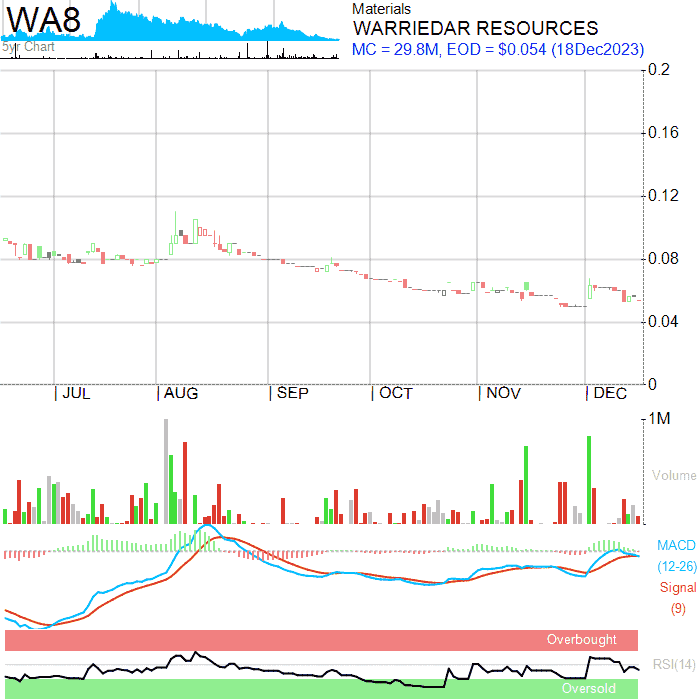 WA8
5yr Chart
Materials
WARRIEDAR RESOURCES
MC = 29.8M, EOD = $0.054 (18Dec2023)
0.2
0.16
0.12
0.08
0.04
0
JUL AUG SEP OCT NOV DEC
1M
Volume
MACD
(12-26)
Signal
(9)
Overbought
RSI(14)
Oversold